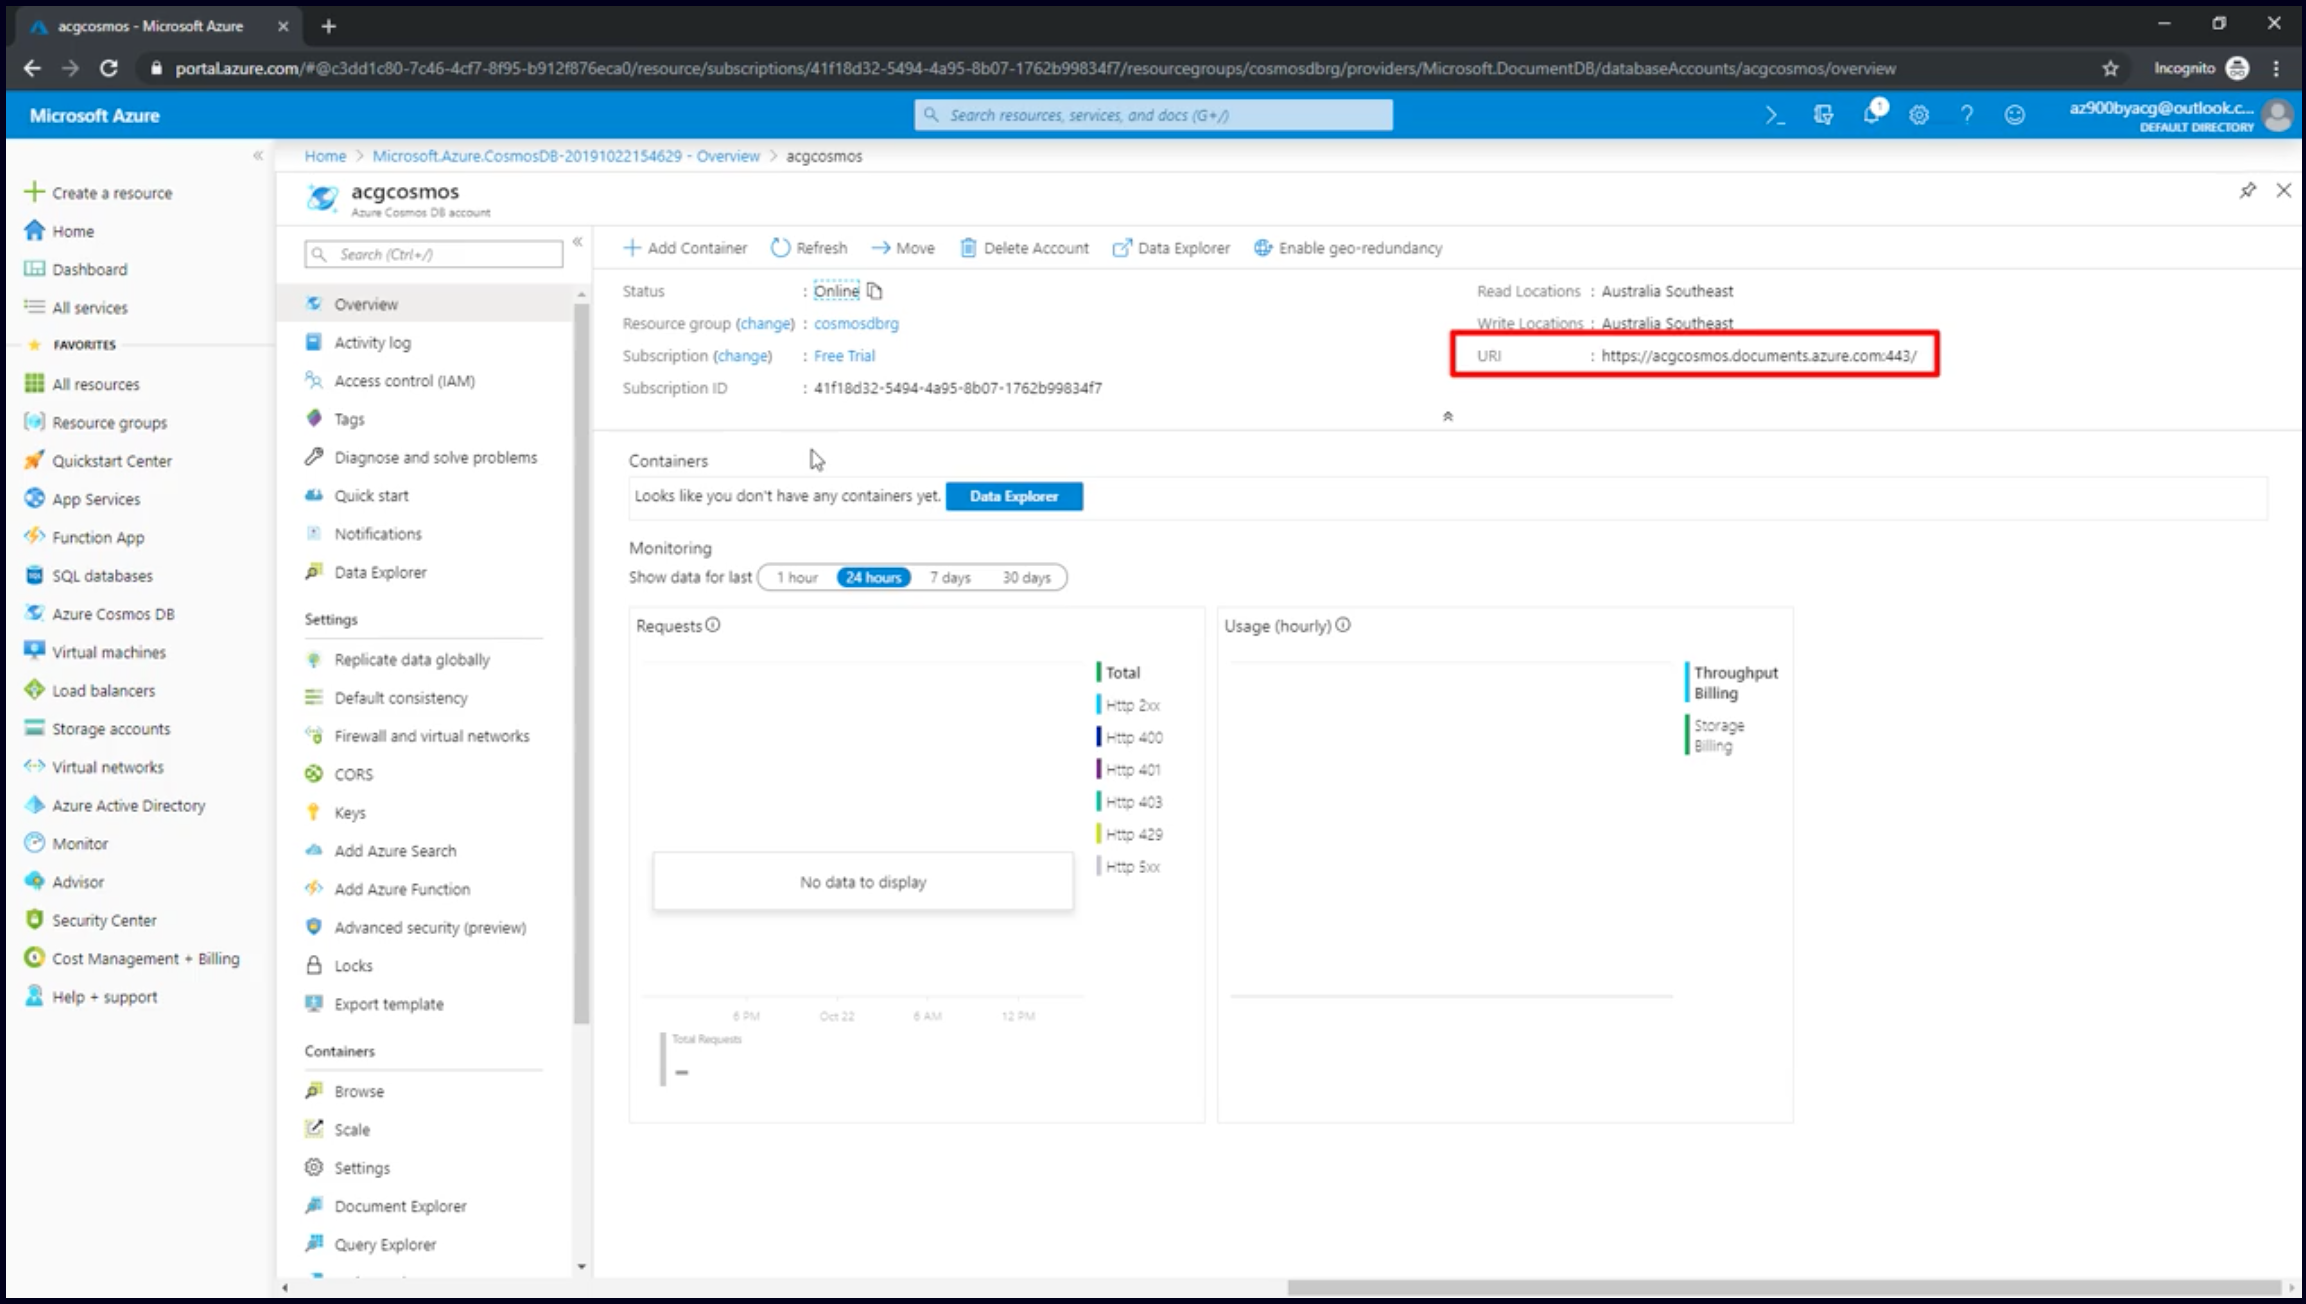 acgcosmos - Microsoft Azure
portal.azure.com/#@c3dd1c80-7c46-4cf7-8f95-b912f876eca0/resource/subscriptions/41f18d32-5494-4a95-8b07-1762b99834f7/resourcegroups/cosmosdbrg/providers/Microsoft.DocumentDB/databaseAccounts/acgcosmos/overview
Incognito
Microsoft Azure
Search resources, services, and docs (G+/)
1
az900byacg@outlook.c...
DEFAULT DIRECTORY
Create a resource
Home
Dashboard
All services
FAVORITES
All resources
Resource groups
Quickstart Center
App Services
Function App
SQL databases
Azure Cosmos DB
Virtual machines
Load balancers
Storage accounts
Virtual networks
Azure Active Directory
Monitor
Advisor
Security Center
Cost Management + Billing
Help + support
Home > Microsoft.Azure.CosmosDB-20191022154629 - Overview > acgcosmos
acgcosmos
Azure Cosmos DB account
Search (Ctrl+/)
Overview
Activity log
Access control (IAM)
Tags
Diagnose and solve problems
Quick start
Notifications
Data Explorer
Settings
Replicate data globally
Default consistency
Firewall and virtual networks
CORS
Keys
Add Azure Search
Add Azure Function
Advanced security (preview)
Locks
Export template
Containers
Browse
Scale
Settings
Document Explorer
Query Explorer
Add Container Refresh Move Delete Account Data Explorer Enable geo-redundancy
Status : Online
Resource group (change) : cosmosdbrg
Subscription (change) : Free Trial
Subscription ID : 41f18d32-5494-4a95-8b07-1762b99834f7
Read Locations : Australia Southeast
Write Locations : Australia Southeast
URI : https://acgcosmos.documents.azure.com:443/
Containers
Looks like you don't have any containers yet. Data Explorer
Monitoring
Show data for last 1 hour 24 hours 7 days 30 days
Requests
Total
Http 2xx
Http 400
Http 401
Http 403
Http 429
Http 5xx
No data to display
6 PM Oct 22 6 AM 12 PM
Total Requests
--
Usage (hourly)
Throughput
Billing
Storage
Billing